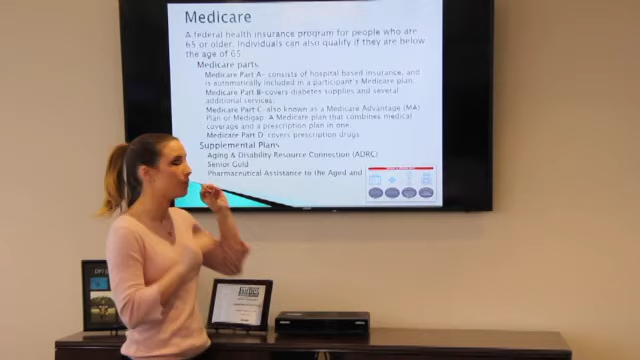 Medicare
A federal health insurance program for people who are
65 or older. Individuals can also qualify if they are below
the age of 65
Medicare parts
Medicare Part A- consists of hospital based insurance, and
is automatically included in a participant's Medicare plan.
Medicare Part B-covers diabetes supplies and several
additional services.
Medicare Part C-also known as a Medicare Advantage (MA)
Plan or Medigap. A Medicare plan that combines medical
coverage and a prescription plan in one.
Medicare Part D- covers prescription drugs.
Supplemental Plans
Aging & Disability Resource Connection (ADRC)
Senior Gold
Pharmaceutical Assistance to the Aged and